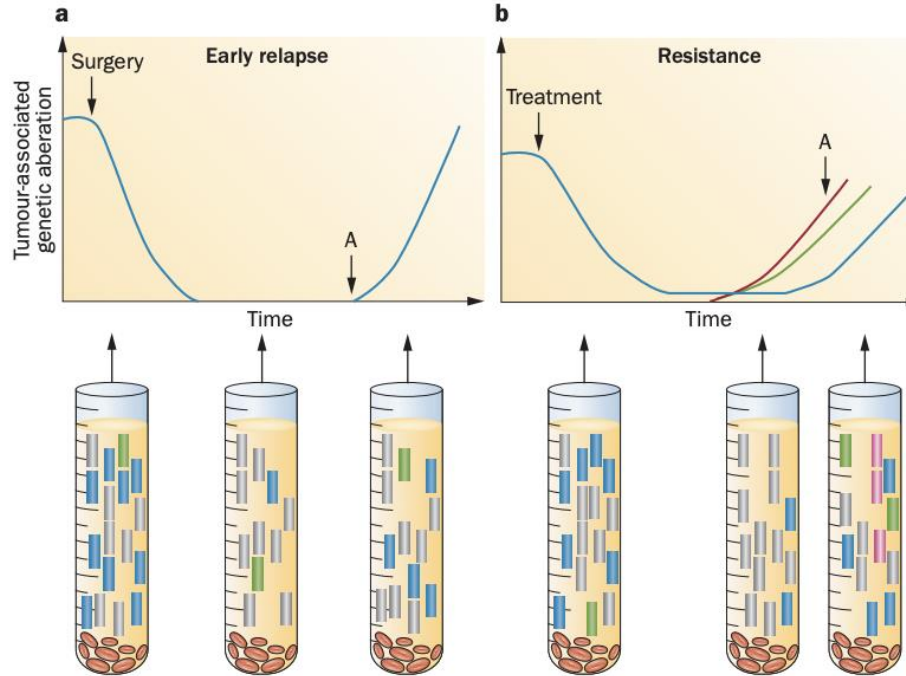 a
Early relapse
Surgery
A
Tumour-associated
genetic aberration
Time
b
Resistance
Treatment
A
Time